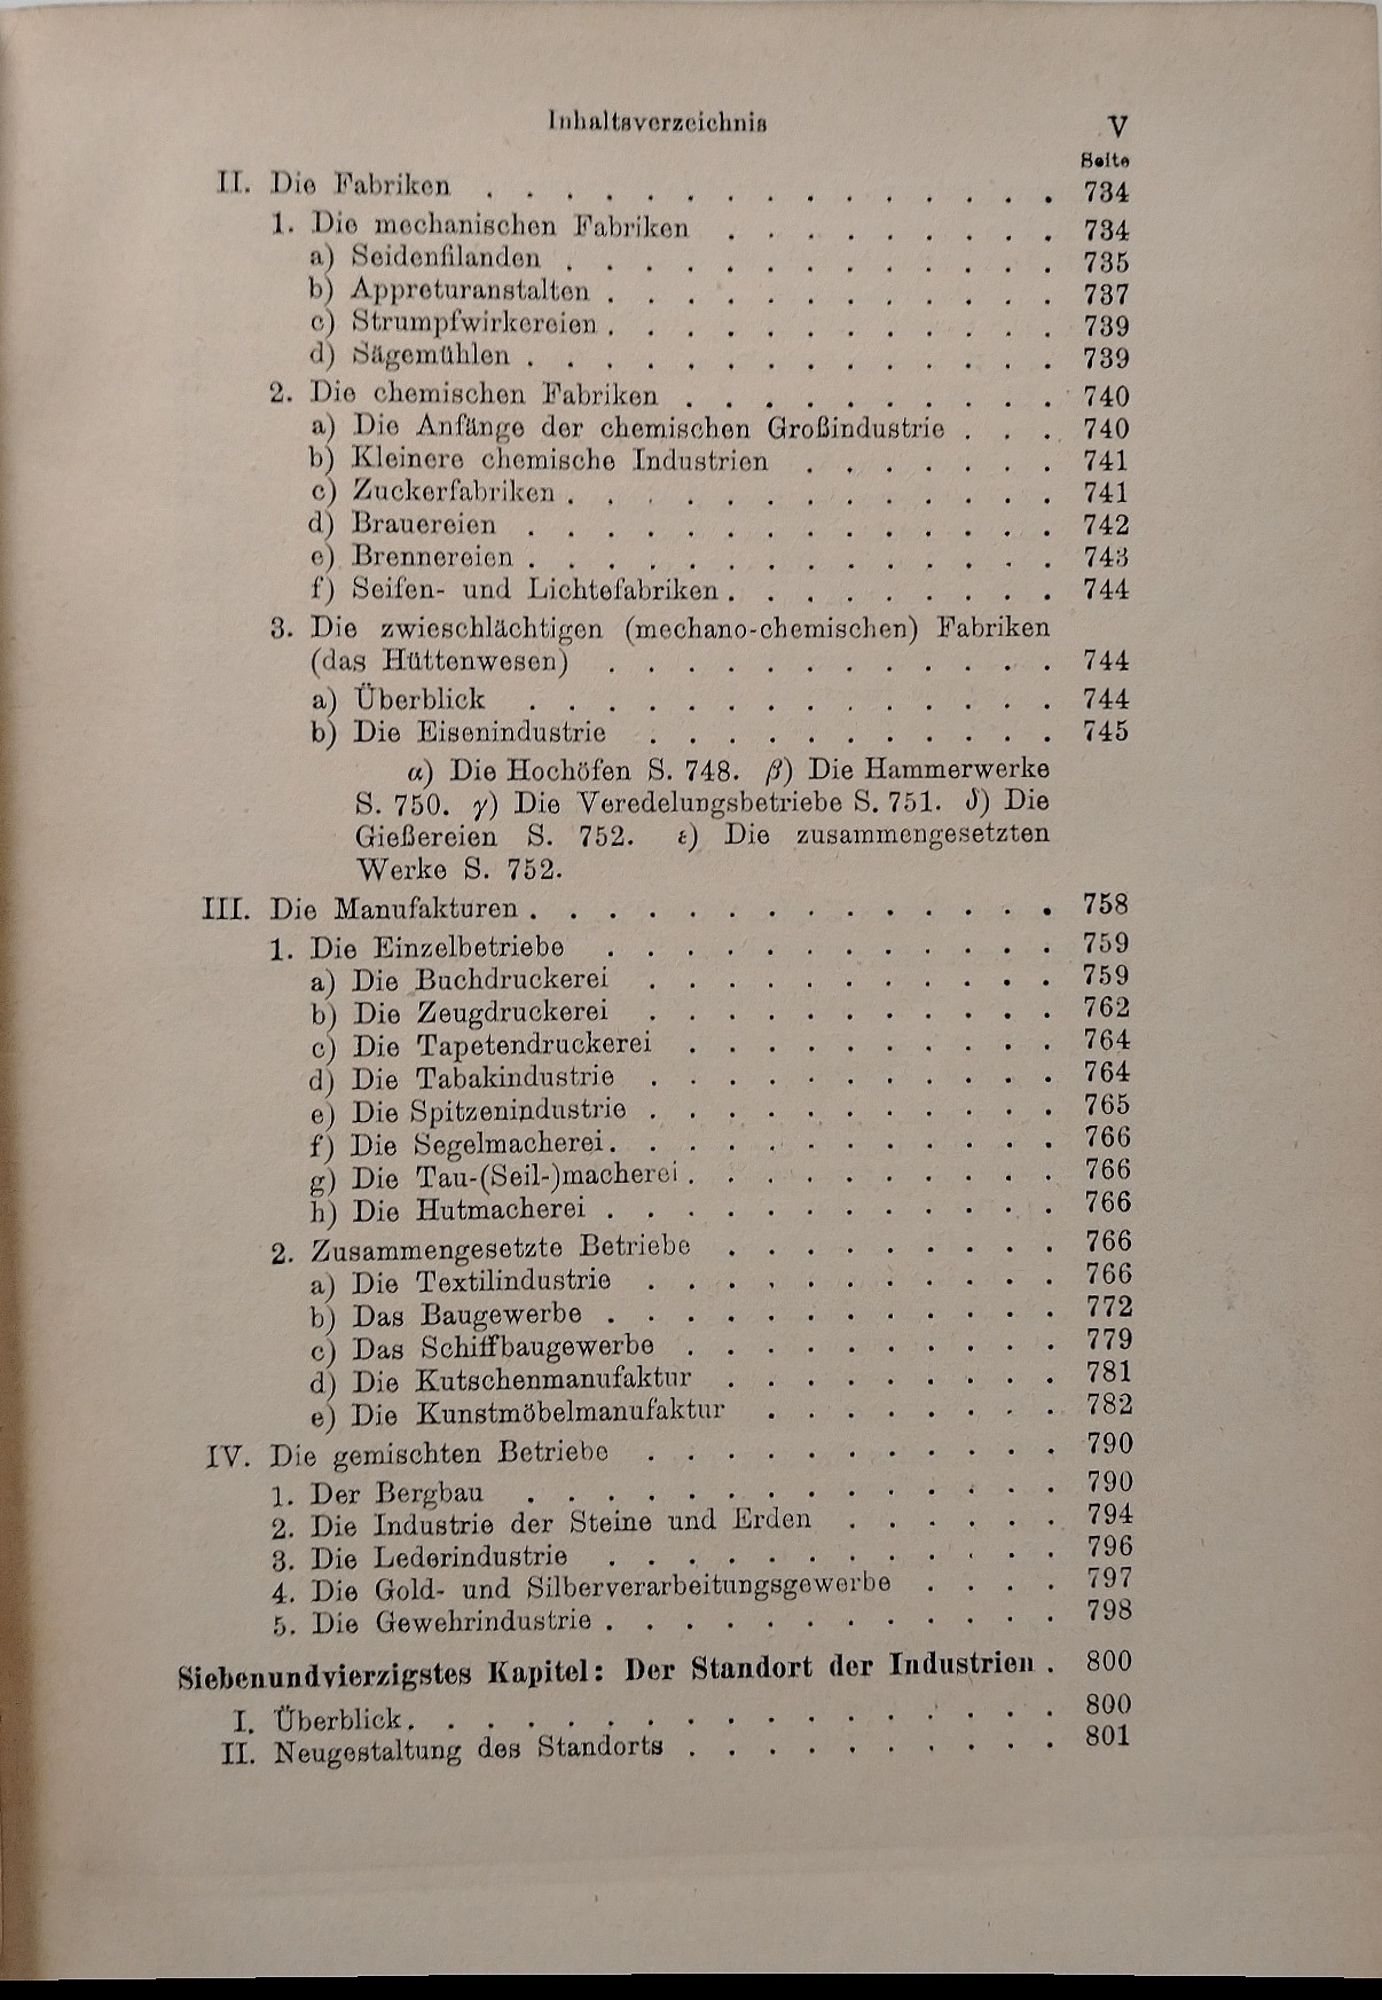 Inhaltsverzeichnis V
Seite
II. Die Fabriken . . . . . . . . . . . . . . . 734
1. Die mechanischen Fabriken . . . . . . . . . 734
a) Seidenfilanden . . . . . . . . . . . . . 735
b) Appreturanstalten . . . . . . . . . . . . 737
c) Strumpfwirkereien . . . . . . . . . . . . 739
d) Sägemühlen . . . . . . . . . . . . . . 739
2. Die chemischen Fabriken . . . . . . . . . . 740
a) Die Anfänge der chemischen Großindustrie . . . 740
b) Kleinere chemische Industrien . . . . . . . 741
c) Zuckerfabriken . . . . . . . . . . . . . 741
d) Brauereien . . . . . . . . . . . . . . 742
e) Brennereien . . . . . . . . . . . . . . 743
f) Seifen- und Lichtefabriken . . . . . . . . . 744
3. Die zwieschlächtigen (mechano-chemischen) Fabriken
(das Hüttenwesen) . . . . . . . . . . . . 744
a) Überblick . . . . . . . . . . . . . . 744
b) Die Eisenindustrie . . . . . . . . . . . 745
α) Die Hochöfen S. 748. β) Die Hammerwerke
S. 750. γ) Die Veredelungsbetriebe S. 751. δ) Die
Gießereien S. 752. ε) Die zusammengesetzten
Werke S. 752.
III. Die Manufakturen . . . . . . . . . . . . . . 758
1. Die Einzelbetriebe . . . . . . . . . . . . 759
a) Die Buchdruckerei . . . . . . . . . . . 759
b) Die Zeugdruckerei . . . . . . . . . . . 762
c) Die Tapetendruckerei . . . . . . . . . . 764
d) Die Tabakindustrie . . . . . . . . . . . 764
e) Die Spitzenindustrie . . . . . . . . . . . 765
f) Die Segelmacherei . . . . . . . . . . . . 766
g) Die Tau-(Seil-)macherei . . . . . . . . . . 766
h) Die Hutmacherei . . . . . . . . . . . . 766
2. Zusammengesetzte Betriebe . . . . . . . . . 766
a) Die Textilindustrie . . . . . . . . . . . 766
b) Das Baugewerbe . . . . . . . . . . . . 772
c) Das Schiffbaugewerbe . . . . . . . . . . 779
d) Die Kutschenmanufaktur . . . . . . . . . 781
e) Die Kunstmöbelmanufaktur . . . . . . . . 782
IV. Die gemischten Betriebe . . . . . . . . . . . 790
1. Der Bergbau . . . . . . . . . . . . . . 790
2. Die Industrie der Steine und Erden . . . . . . 794
3. Die Lederindustrie . . . . . . . . . . . . 796
4. Die Gold- und Silberverarbeitungsgewerbe . . . . 797
5. Die Gewehrindustrie . . . . . . . . . . . . 798
Siebenundvierzigstes Kapitel: Der Standort der Industrien . 800
I. Überblick . . . . . . . . . . . . . . . . . 800
II. Neugestaltung des Standorts . . . . . . . . . . 801